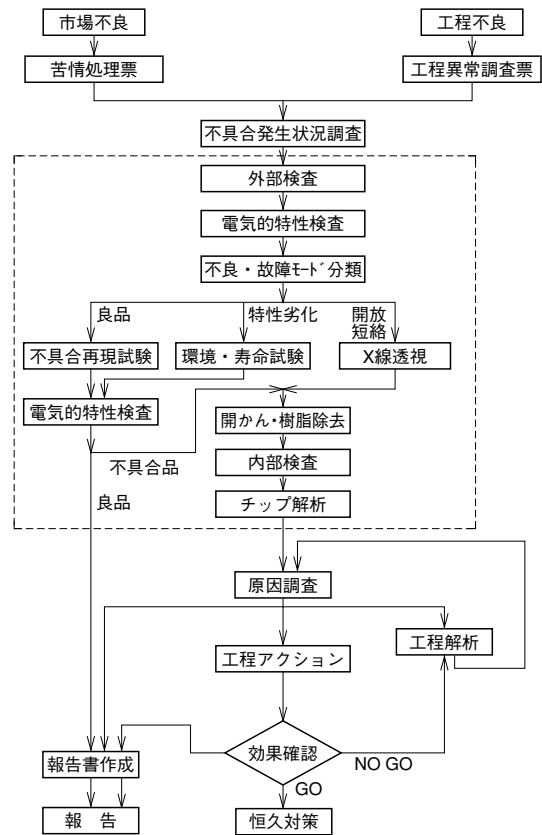 市場不良
工程不良
苦情処理票
工程異常調査票
不具合発生状況調査
外部検査
電気的特性検査
不良・故障ﾓｰﾄﾞ分類
良品
特性劣化
開放
短絡
不具合再現試験
環境・寿命試験
X線透視
電気的特性検査
開かん・樹脂除去
不具合品
内部検査
良品
チップ解析
原因調査
工程アクション
工程解析
効果確認
報告書作成
NO GO
GO
報　告
恒久対策